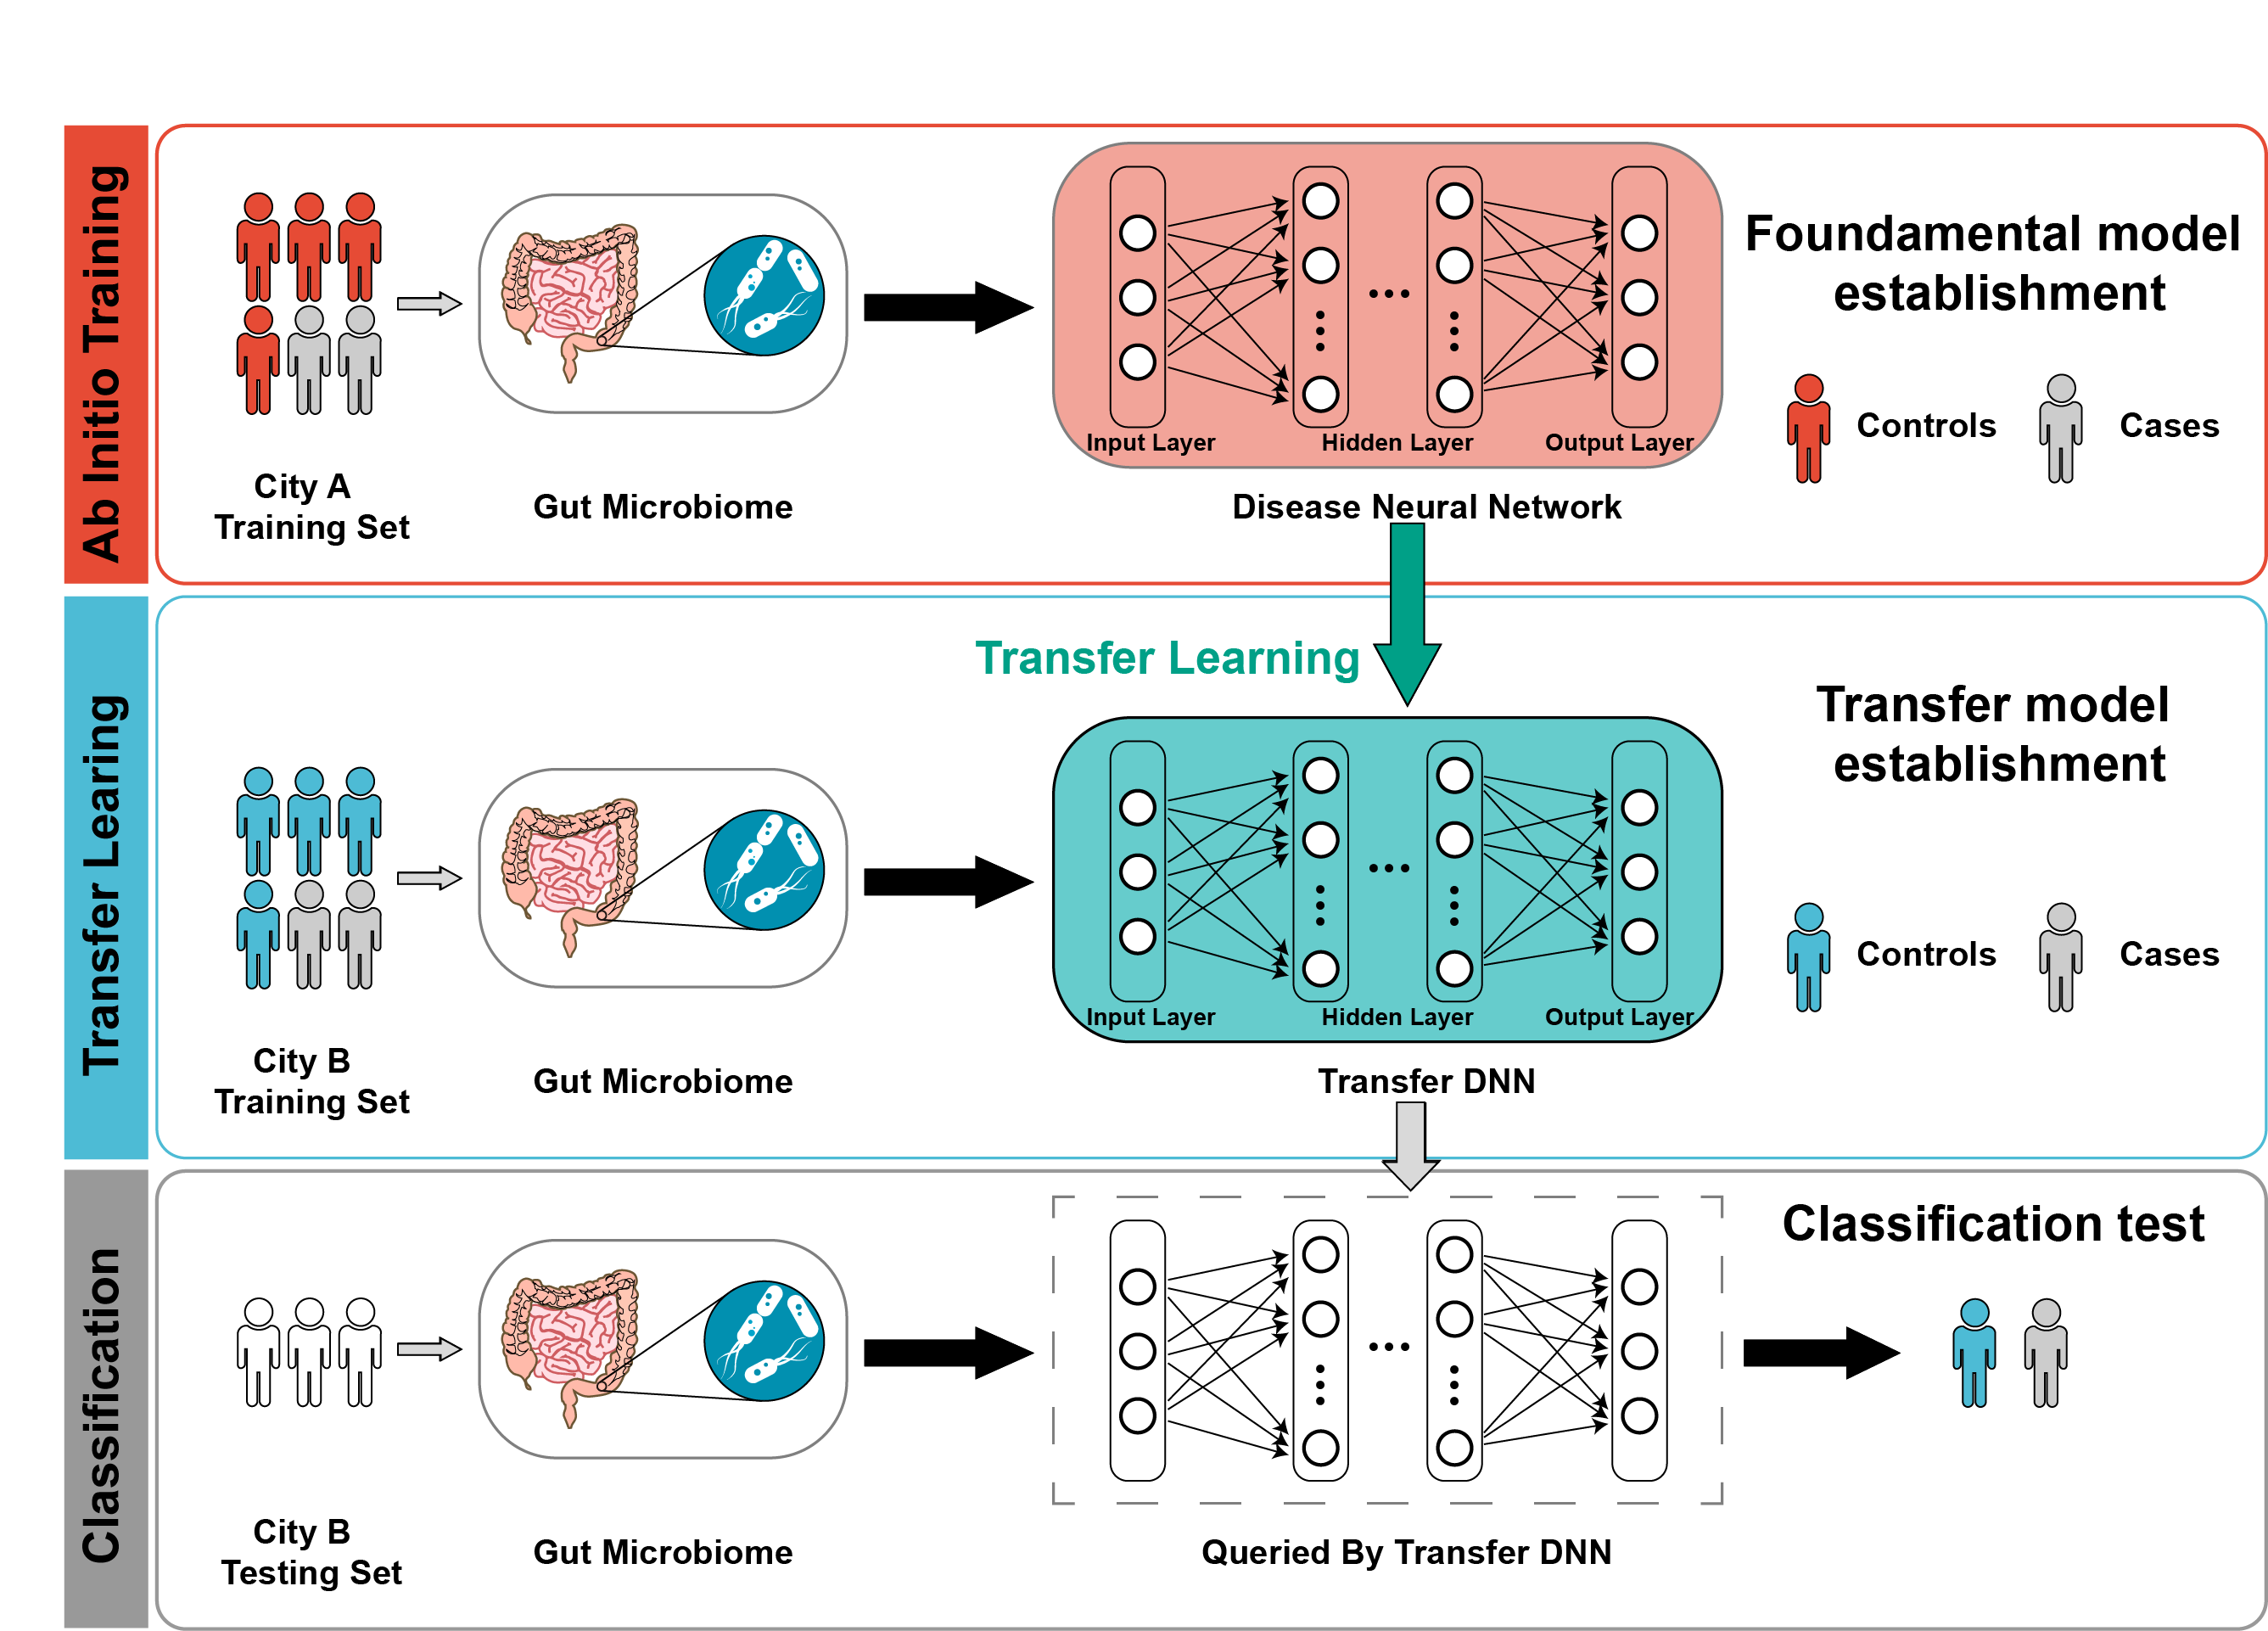 Ab Initio Training
City A
Training Set
Gut Microbiome
Input Layer
Hidden Layer
Output Layer
Disease Neural Network
Foundamental model
establishment
Controls
Cases
Transfer Learing
Transfer Learning
City B
Training Set
Gut Microbiome
Input Layer
Hidden Layer
Output Layer
Transfer DNN
Transfer model
establishment
Controls
Cases
Classification
City B
Testing Set
Gut Microbiome
Queried By Transfer DNN
Classification test